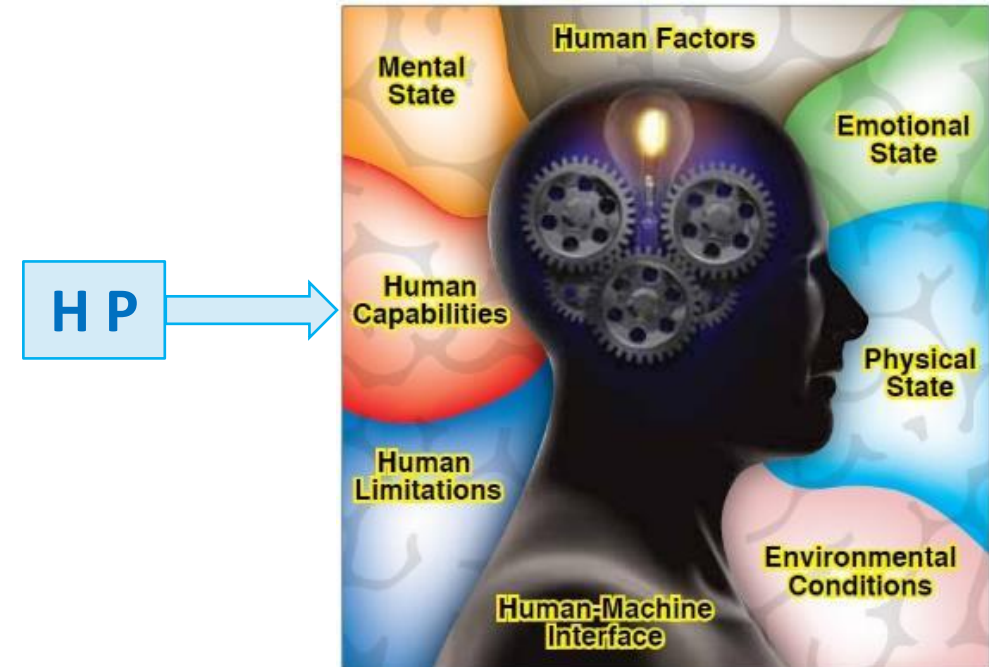 Human Factors
Mental
State
Emotional
State
H P
Human
Capabilities
Physical
State
Human
Limitations
Environmental
Conditions
Human-Machine
Interface